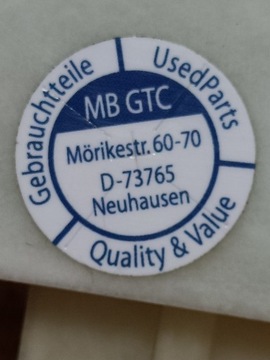 Gebrauchtteile
UsedParts
MB GTC
Mörikestr. 60-70
D-73765
Neuhausen
Quality & Value